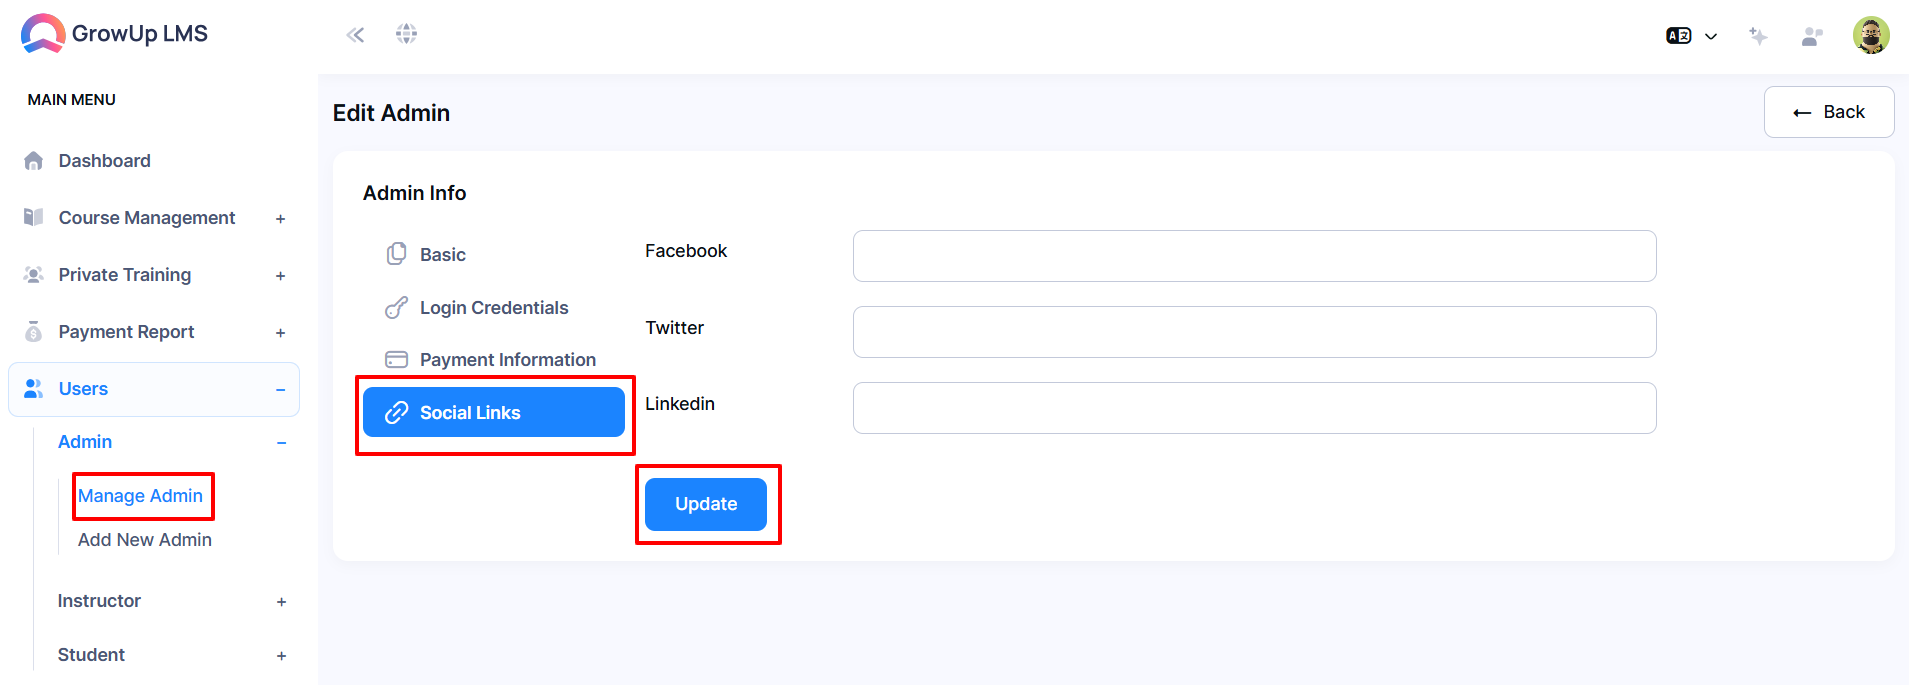 GrowUp LMS
MAIN MENU
Dashboard
Course Management +
Private Training +
Payment Report +
Users −
Admin −
Manage Admin
Add New Admin
Instructor +
Student +
Edit Admin
← Back
Admin Info
Basic
Login Credentials
Payment Information
Social Links
Facebook
Twitter
Linkedin
Update